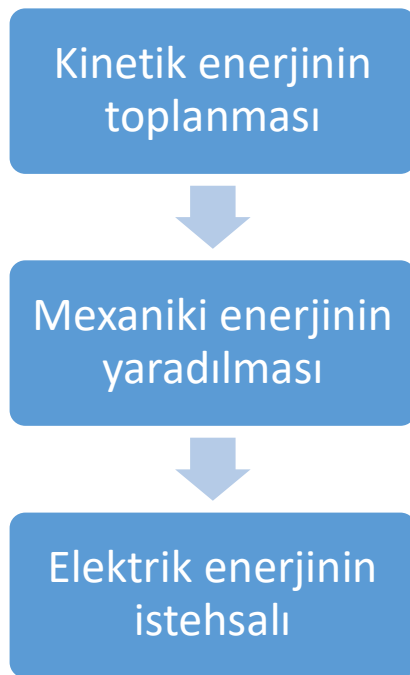 Kinetik enerjinin
toplanması
Mexaniki enerjinin
yaradılması
Elektrik enerjinin
istehsalı